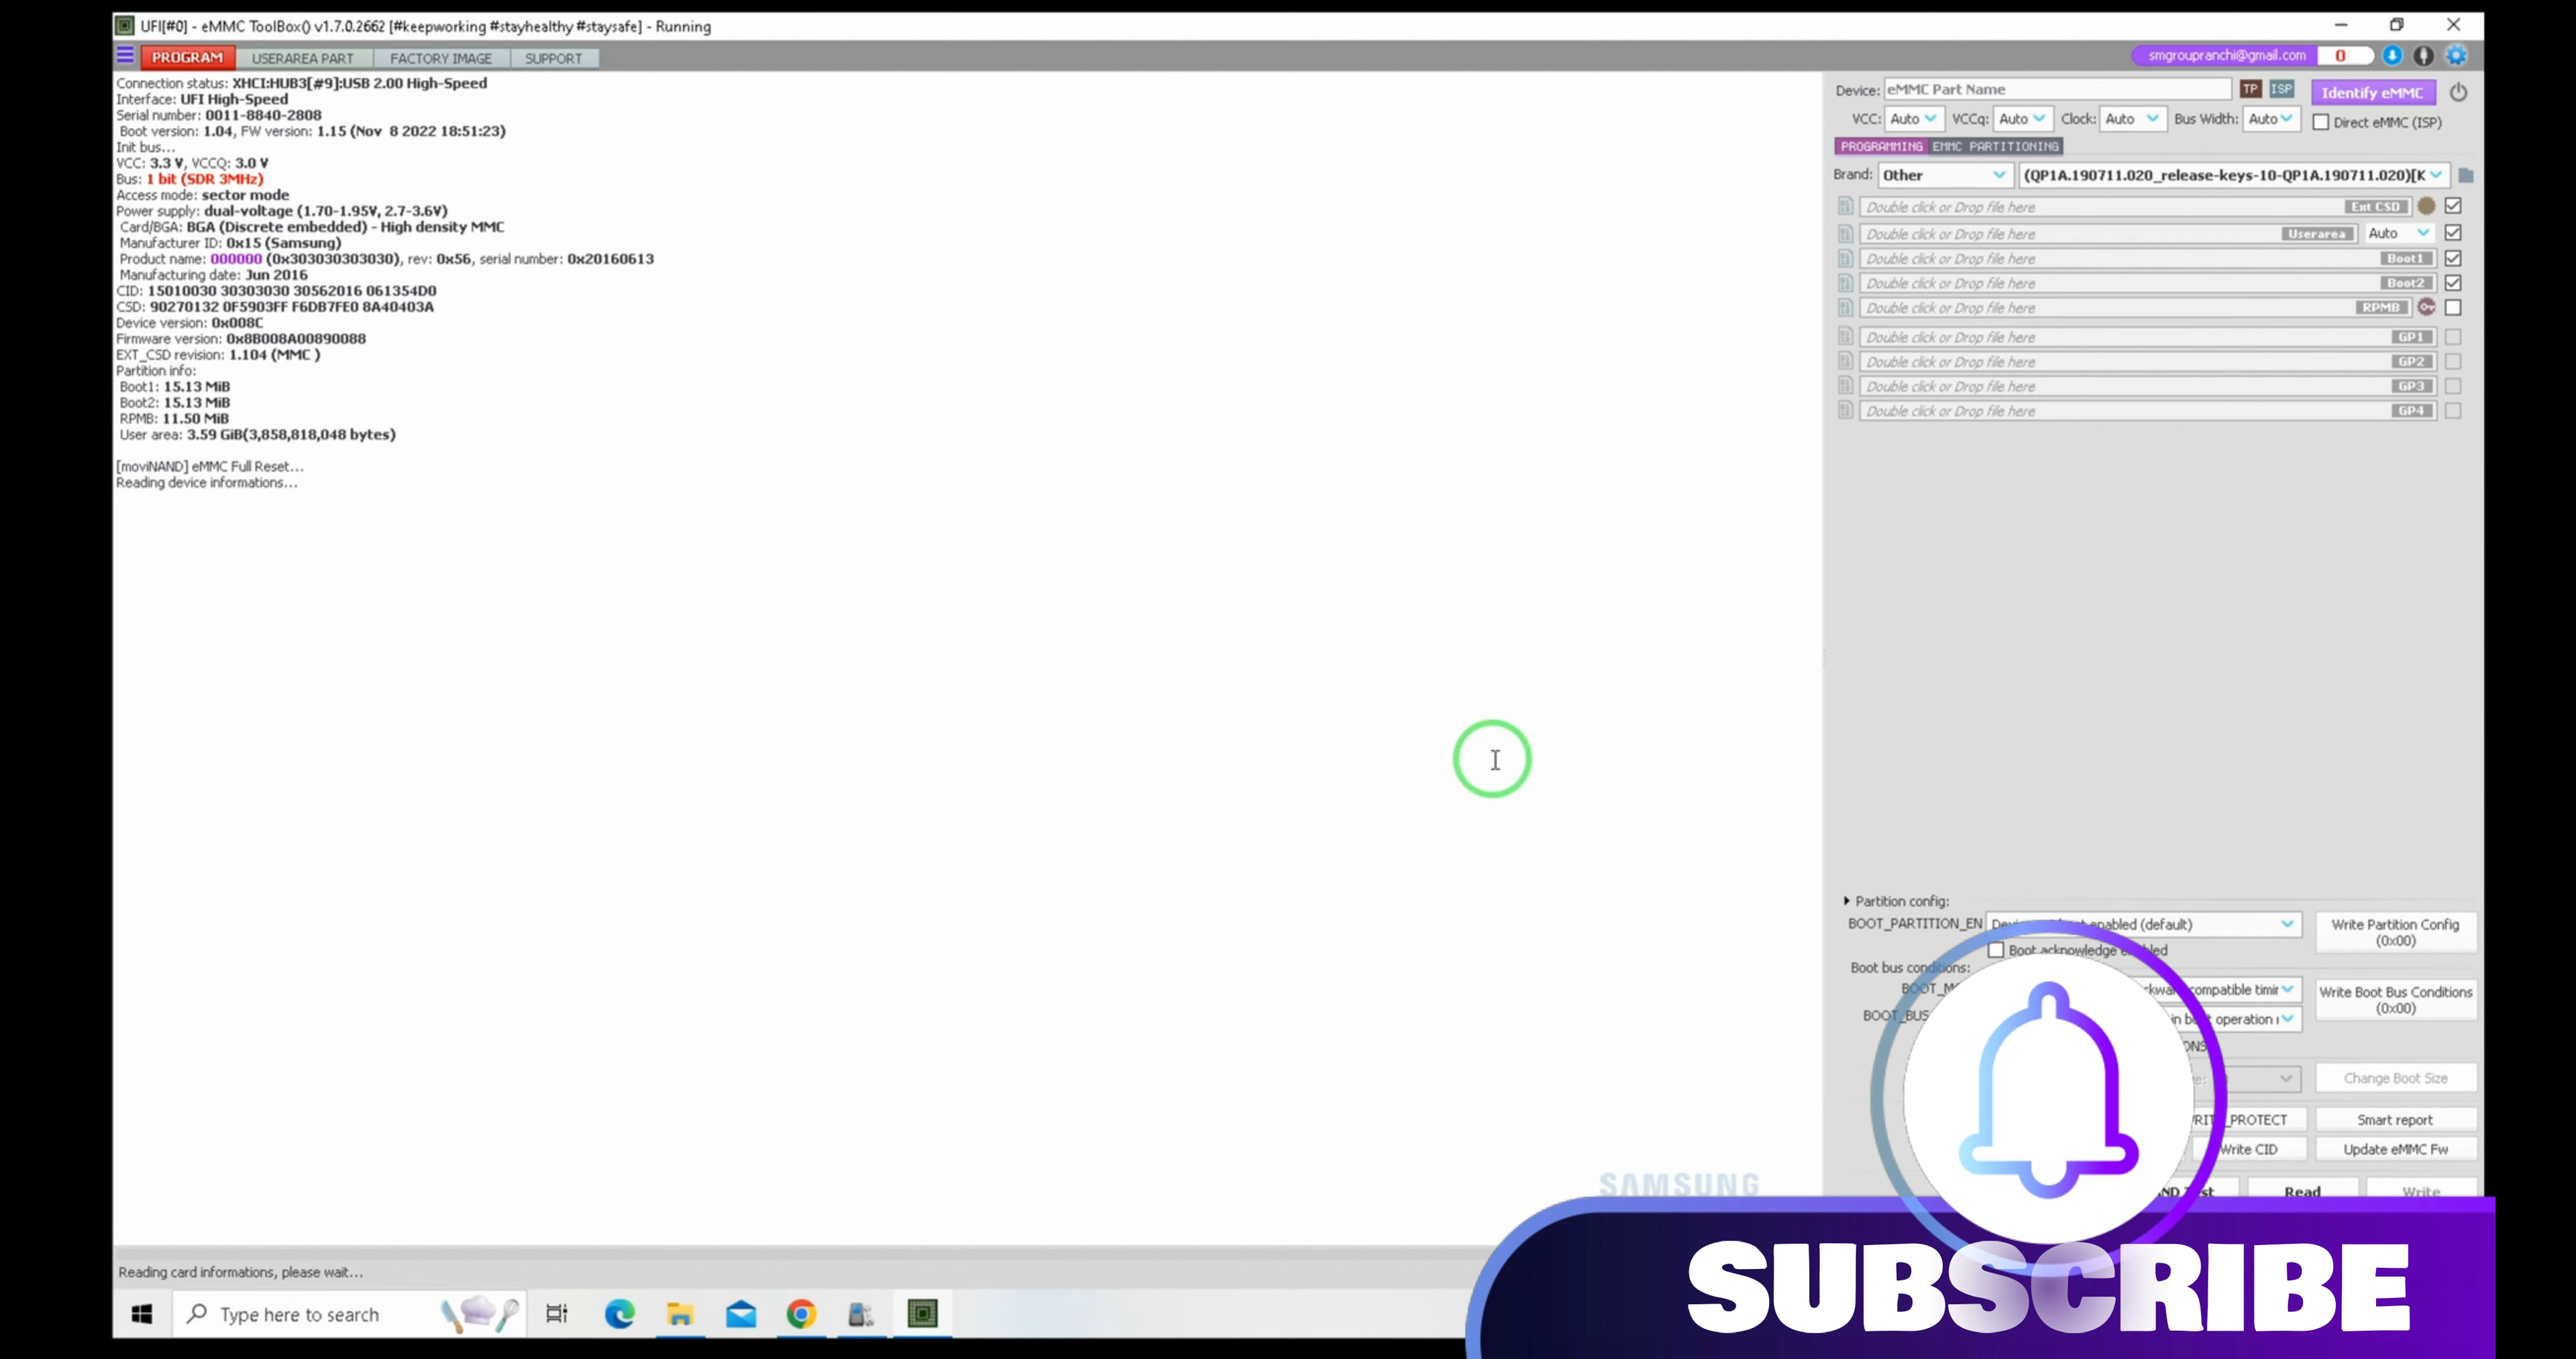 UFI[#0] - eMMC ToolBox() v1.7.0.2662 [#keepworking #stayhealthy #staysafe] - Running
PROGRAM USERAREA PART FACTORY IMAGE SUPPORT
smgroupranchi@gmail.com 0
Connection status: XHCI:HUB3[#9]:USB 2.00 High-Speed
Interface: UFI High-Speed
Serial number: 0011-8840-2808
Boot version: 1.04, FW version: 1.15 (Nov 8 2022 18:51:23)
Init bus...
VCC: 3.3 V, VCCQ: 3.0 V
Bus: 1 bit (SDR 3MHz)
Access mode: sector mode
Power supply: dual-voltage (1.70-1.95V, 2.7-3.6V)
Card/BGA: BGA (Discrete embedded) - High density MMC
Manufacturer ID: 0x15 (Samsung)
Product name: 000000 (0x303030303030), rev: 0x56, serial number: 0x20160613
Manufacturing date: Jun 2016
CID: 15010030 30303030 30562016 061354D0
CSD: 90270132 0F5903FF F6DB7FE0 8A40403A
Device version: 0x008C
Firmware version: 0x8B008A00890088
EXT_CSD revision: 1.104 (MMC )
Partition info:
Boot1: 15.13 MiB
Boot2: 15.13 MiB
RPMB: 11.50 MiB
User area: 3.59 GiB(3,858,818,048 bytes)
[moviNAND] eMMC Full Reset...
Reading device informations...
Device: eMMC Part Name TP ISP Identify eMMC
VCC: Auto VCCq: Auto Clock: Auto Bus Width: Auto Direct eMMC (ISP)
PROGRAMMING EMMC PARTITIONING
Brand: Other (QP1A.190711.020_release-keys-10-QP1A.190711.020)[K
Double click or Drop file here Ext CSD
Double click or Drop file here Userarea Auto
Double click or Drop file here Boot1
Double click or Drop file here Boot2
Double click or Drop file here RPMB
Double click or Drop file here GP1
Double click or Drop file here GP2
Double click or Drop file here GP3
Double click or Drop file here GP4
Partition config:
BOOT_PARTITION_EN enabled (default) Write Partition Config
(0x00)
Boot acknowledge
Boot bus conditions:
compatible timir Write Boot Bus Conditions
(0x00)
operation
Change Boot Size
PROTECT Smart report
Write CID Update eMMC Fw
Read Write
SAMSUNG
Reading card informations, please wait...
Type here to search
SUBSCRIBE